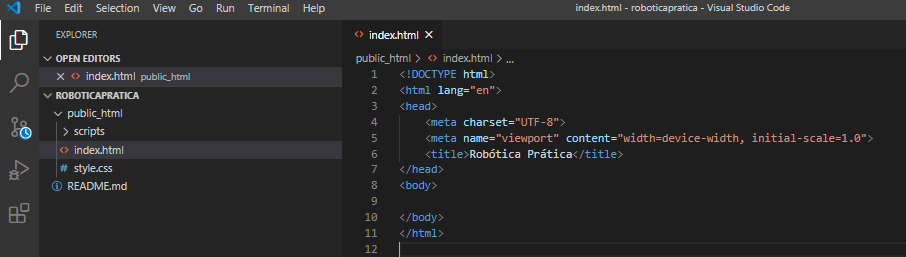 File Edit Selection View Go Run Terminal Help
index.html - roboticapratica - Visual Studio Code
EXPLORER
OPEN EDITORS
index.html public_html
ROBOTICAPRATICA
public_html
scripts
index.html
style.css
README.md
index.html
public_html > index.html > ...
1 <!DOCTYPE html>
2 <html lang="en">
3 <head>
4 <meta charset="UTF-8">
5 <meta name="viewport" content="width=device-width, initial-scale=1.0">
6 <title>Robótica Prática</title>
7 </head>
8 <body>
9
10 </body>
11 </html>
12